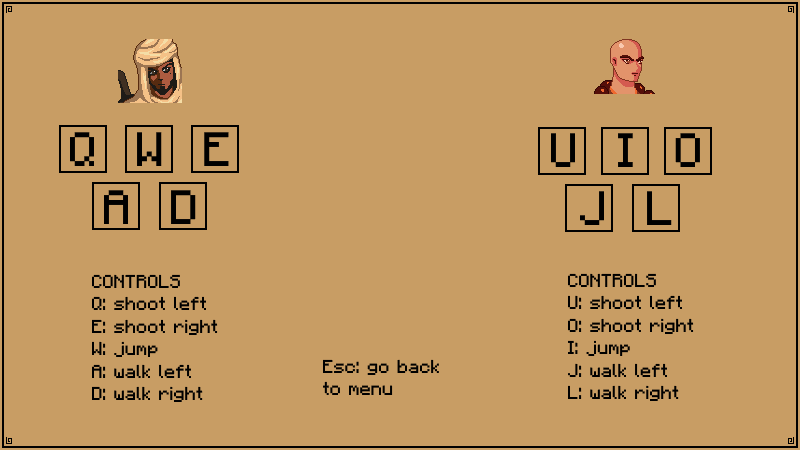 Q W E
A D
CONTROLS
Q: shoot left
E: shoot right
W: jump
A: walk left
D: walk right
Esc: go back
to menu
U I O
J L
CONTROLS
U: shoot left
O: shoot right
I: jump
J: walk left
L: walk right